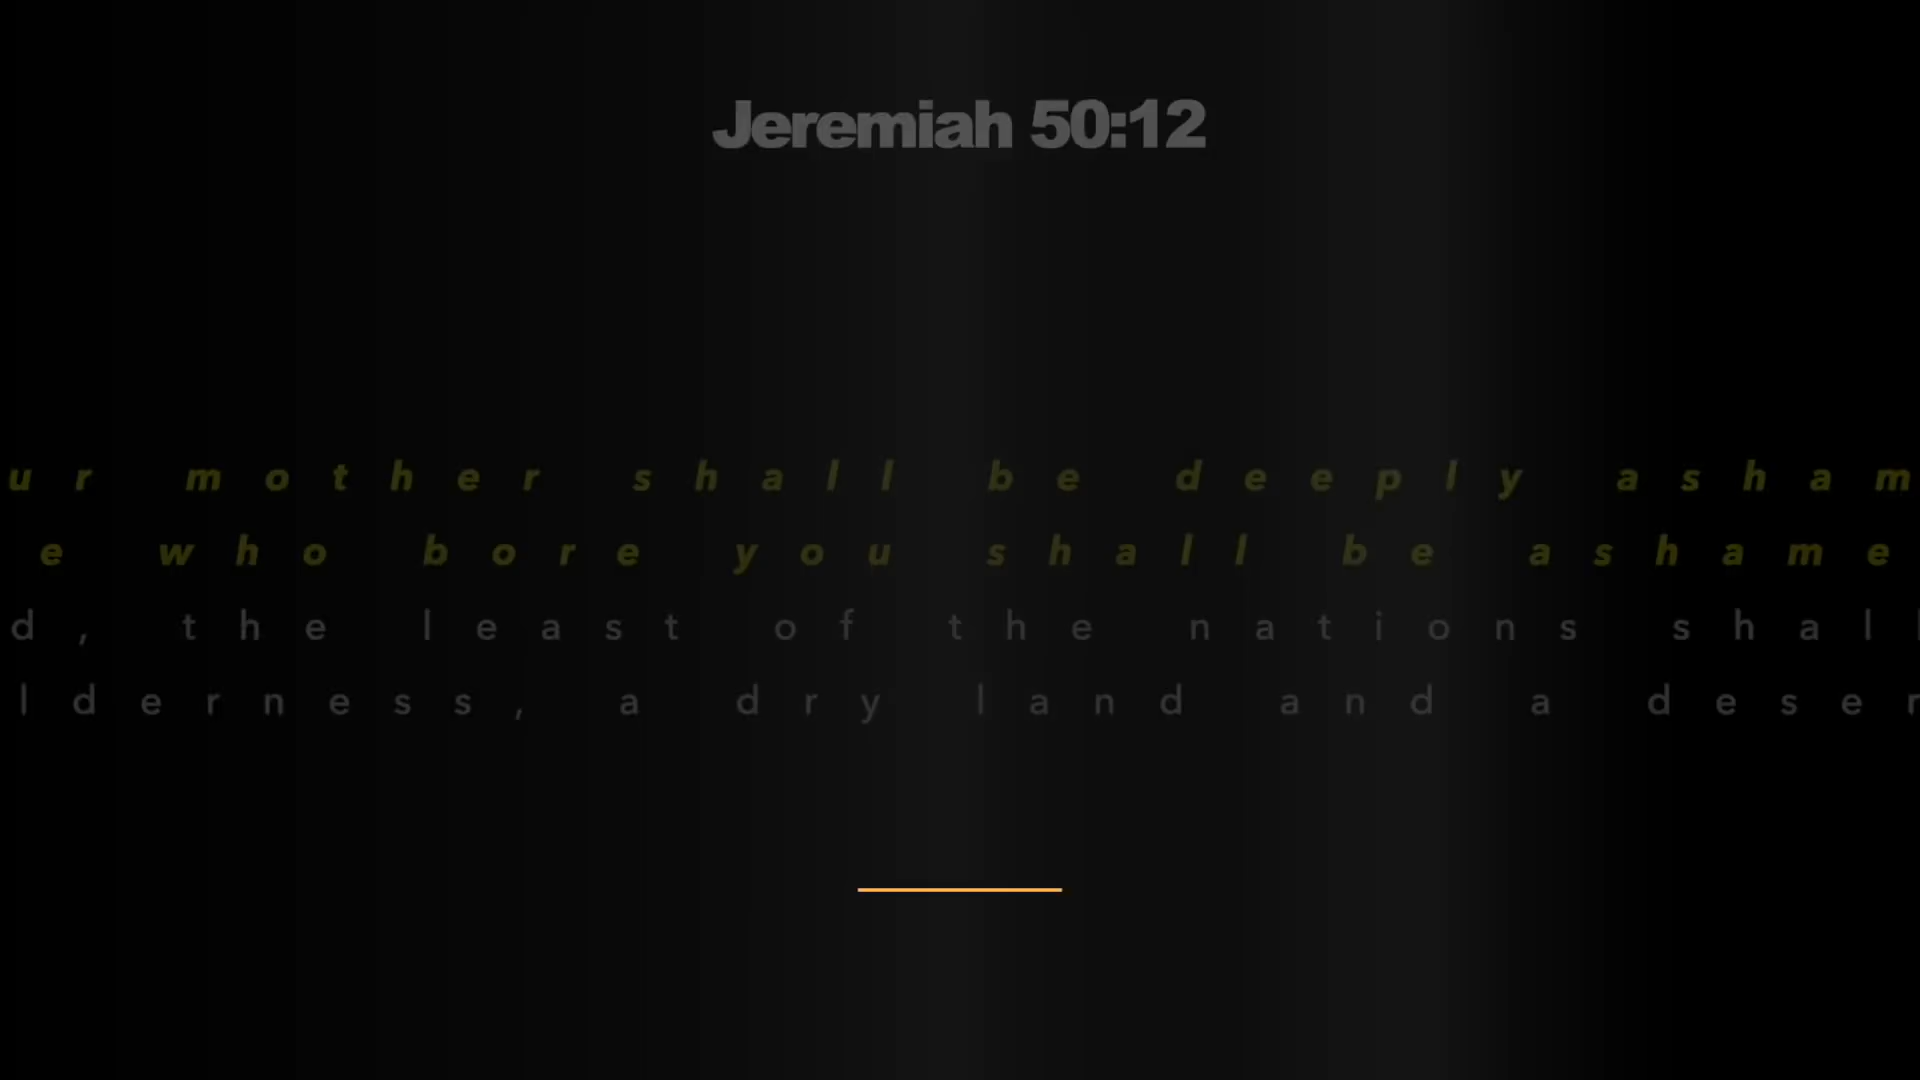 Jeremiah 50:12
ur mother shall be deeply asham
e who bore you shall be ashame
d, the least of the nations shall
lderness, a dry land and a deser